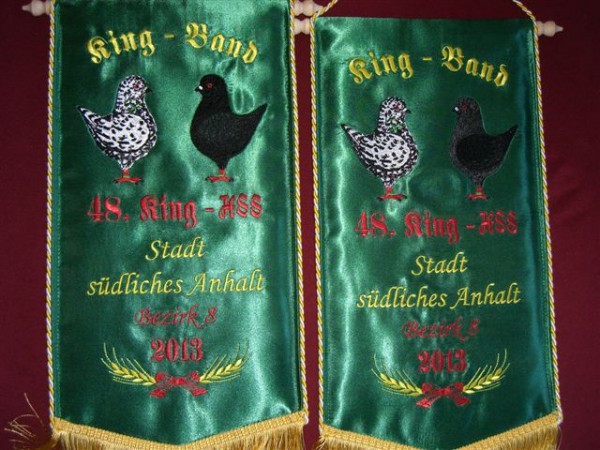 King - Band
48. King - HSS
Stadt
südliches Anhalt
Bezirk 8
2013
King - Band
48. King - HSS
Stadt
südliches Anhalt
Bezirk 8
2013